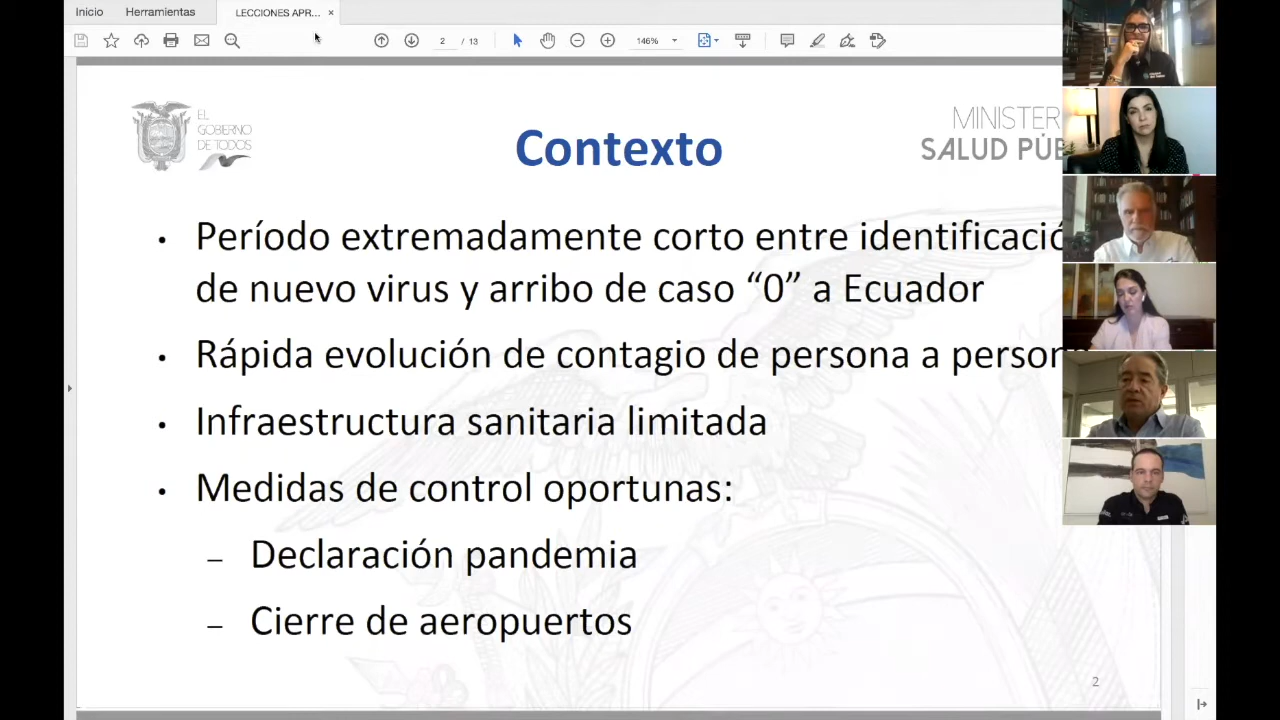 Inicio
Herramientas
LECCIONES APR...
2 / 13
146%
EL
GOBIERNO
DE TODOS
MINISTER
SALUD PÚB
Contexto
• Período extremadamente corto entre identificació
de nuevo virus y arribo de caso “0” a Ecuador
• Rápida evolución de contagio de persona a person
• Infraestructura sanitaria limitada
• Medidas de control oportunas:
– Declaración pandemia
– Cierre de aeropuertos
2